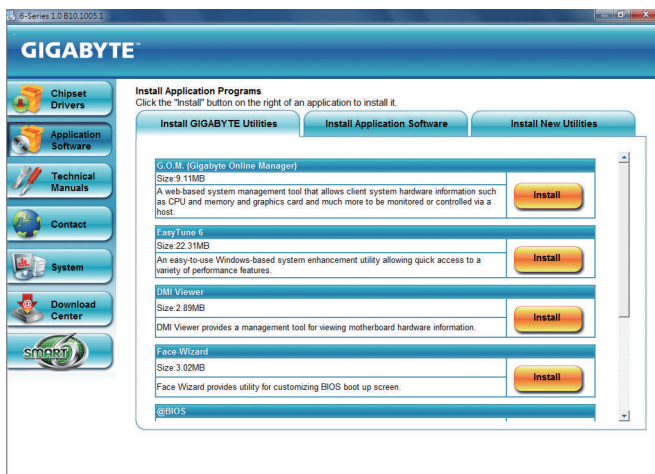 6-Series 1.0 B10.1005.1
GIGABYTE™
Chipset
Drivers
Application
Software
Technical
Manuals
Contact
System
Download
Center
SMART 6
Install Application Programs
Click the "Install" button on the right of an application to install it.
Install GIGABYTE Utilities
Install Application Software
Install New Utilities
G.O.M. (Gigabyte Online Manager)
Size:9.11MB
A web-based system management tool that allows client system hardware information such
as CPU and memory and graphics card and much more to be monitored or controlled via a
host.
Install
EasyTune 6
Size:22.31MB
An easy-to-use Windows-based system enhancement utility allowing quick access to a
variety of performance features.
Install
DMI Viewer
Size:2.89MB
DMI Viewer provides a management tool for viewing motherboard hardware information.
Install
Face-Wizard
Size:3.02MB
Face Wizard provides utility for customizing BIOS boot up screen.
Install
@BIOS